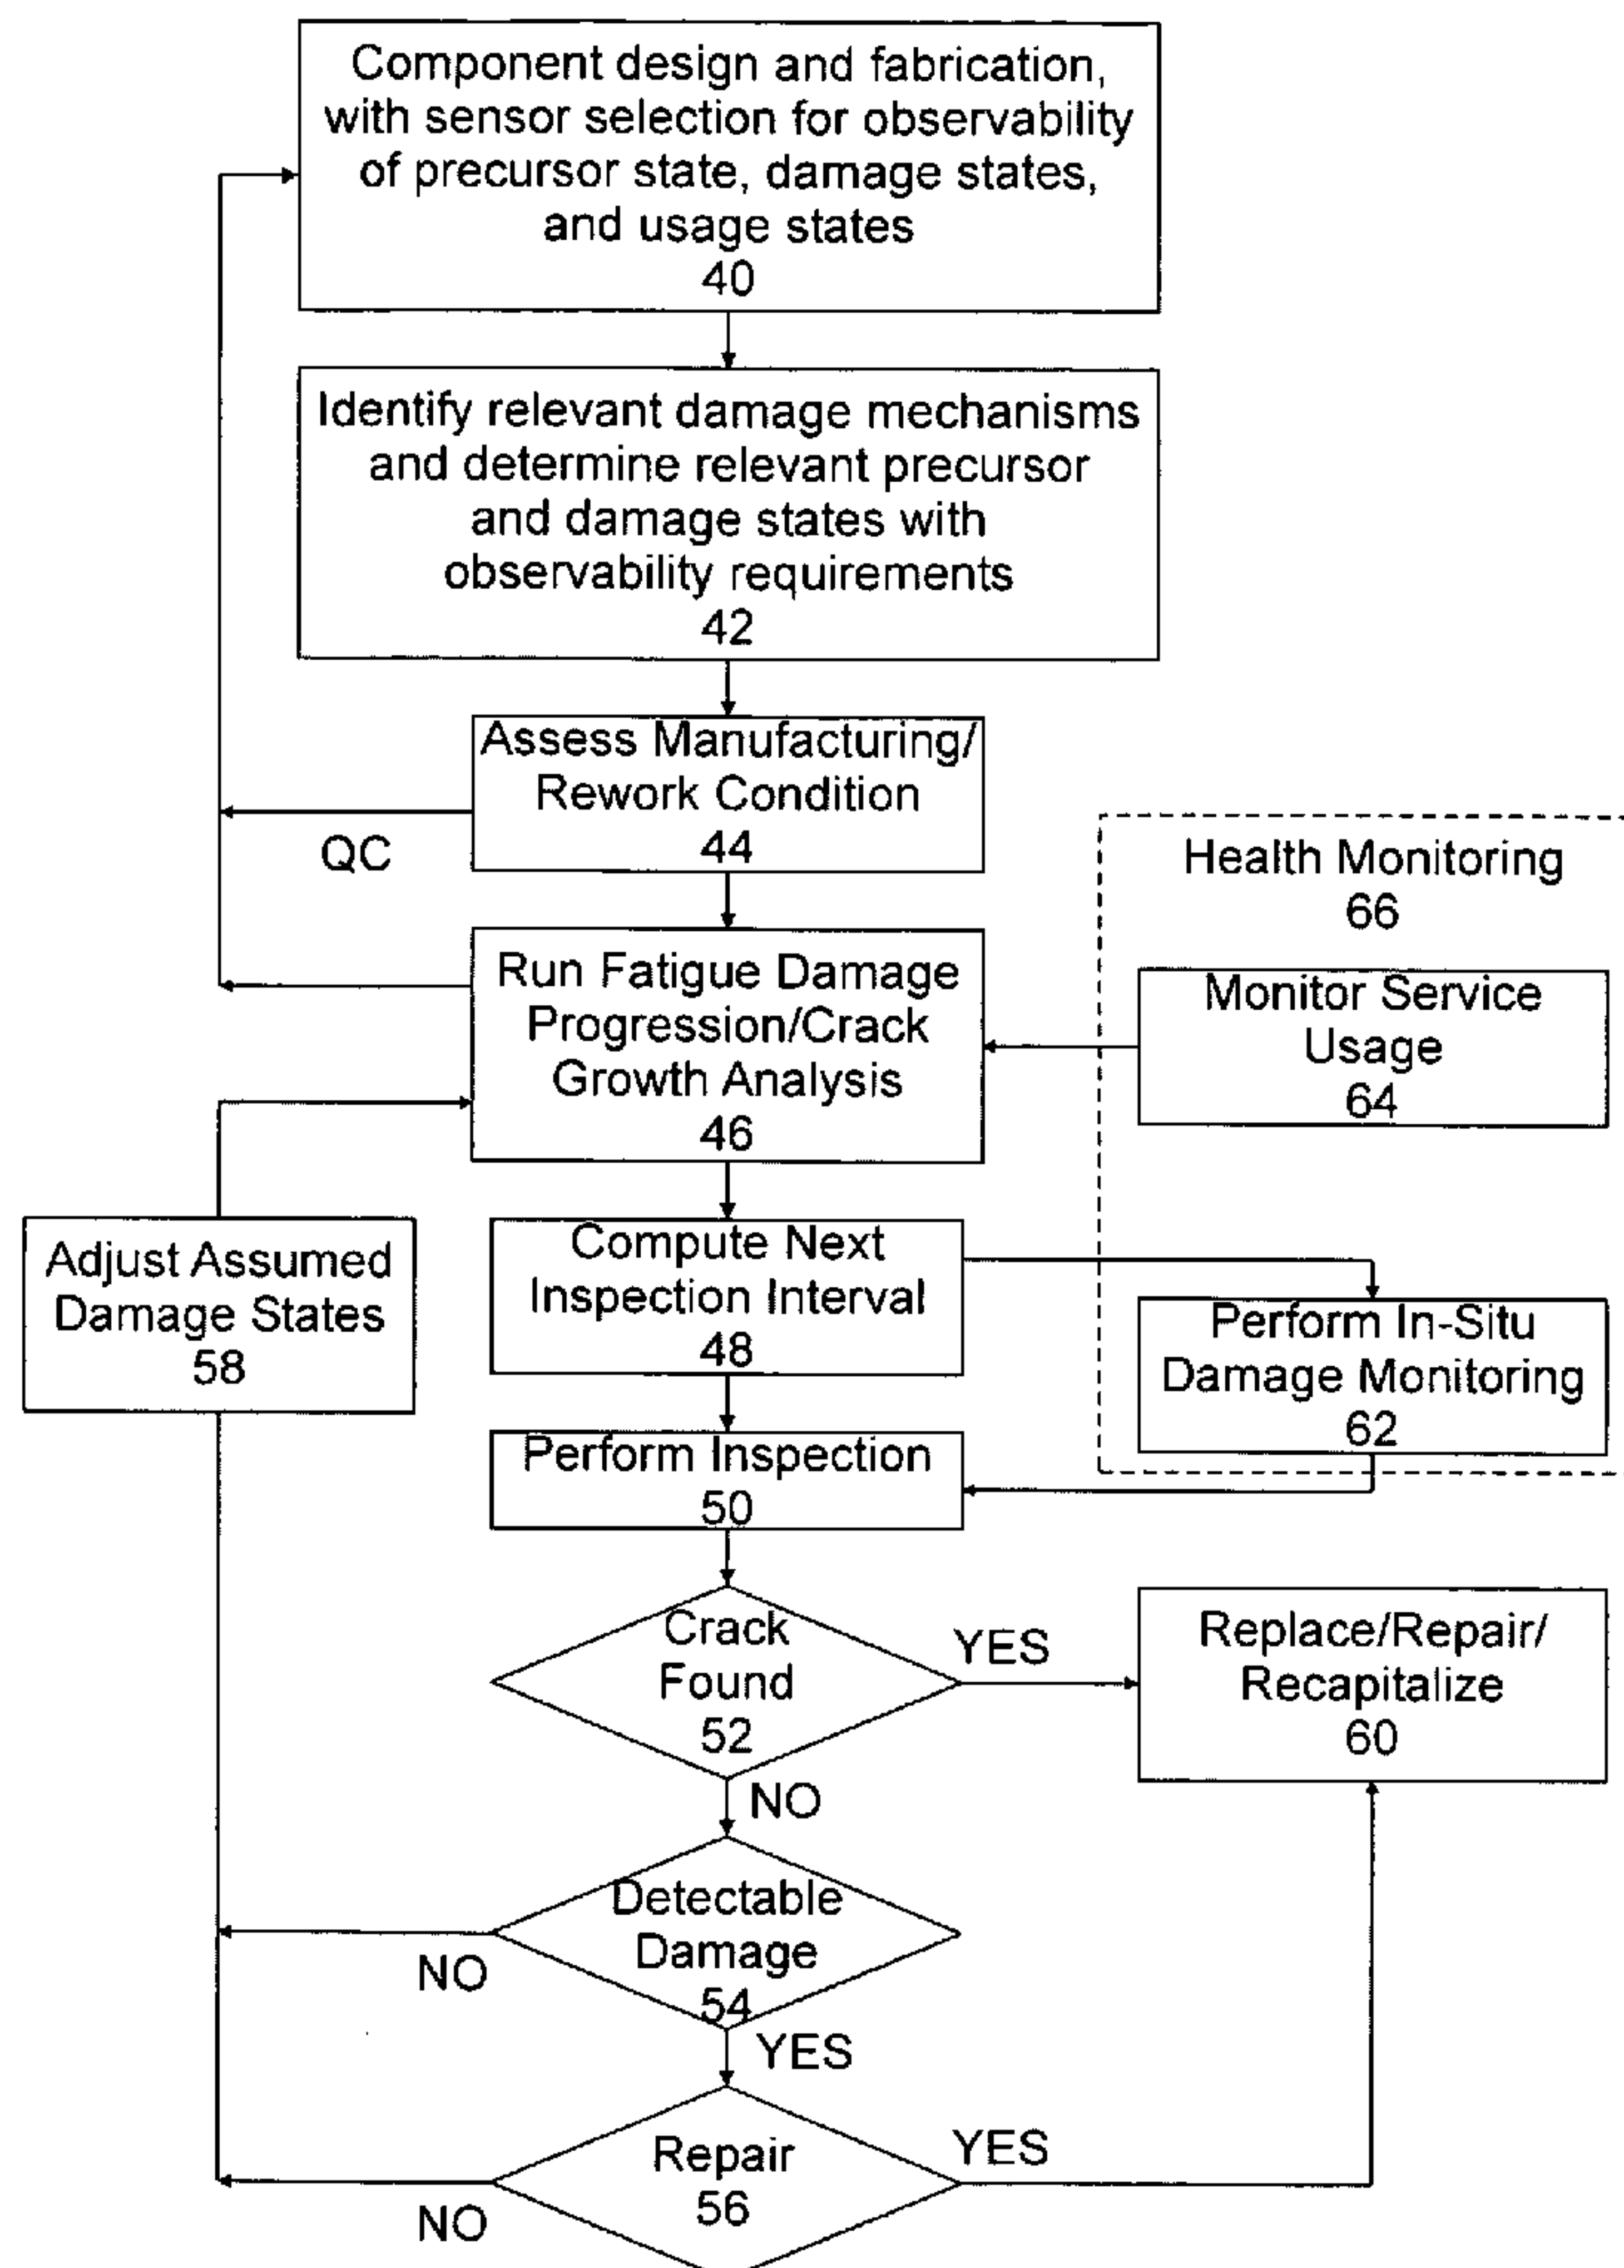 Component design and fabrication,
with sensor selection for observability
of precursor state, damage states,
and usage states
40
Identify relevant damage mechanisms
and determine relevant precursor
and damage states with
observability requirements
42
Assess Manufacturing/
Rework Condition
44
QC
Health Monitoring
66
Run Fatigue Damage
Progression/Crack
Growth Analysis
46
Monitor Service
Usage
64
Adjust Assumed
Damage States
58
Compute Next
Inspection Interval
48
Perform In-Situ
Damage Monitoring
62
Perform Inspection
50
Crack
Found
52
YES
Replace/Repair/
Recapitalize
60
NO
Detectable
Damage
54
NO
YES
Repair
56
YES
NO